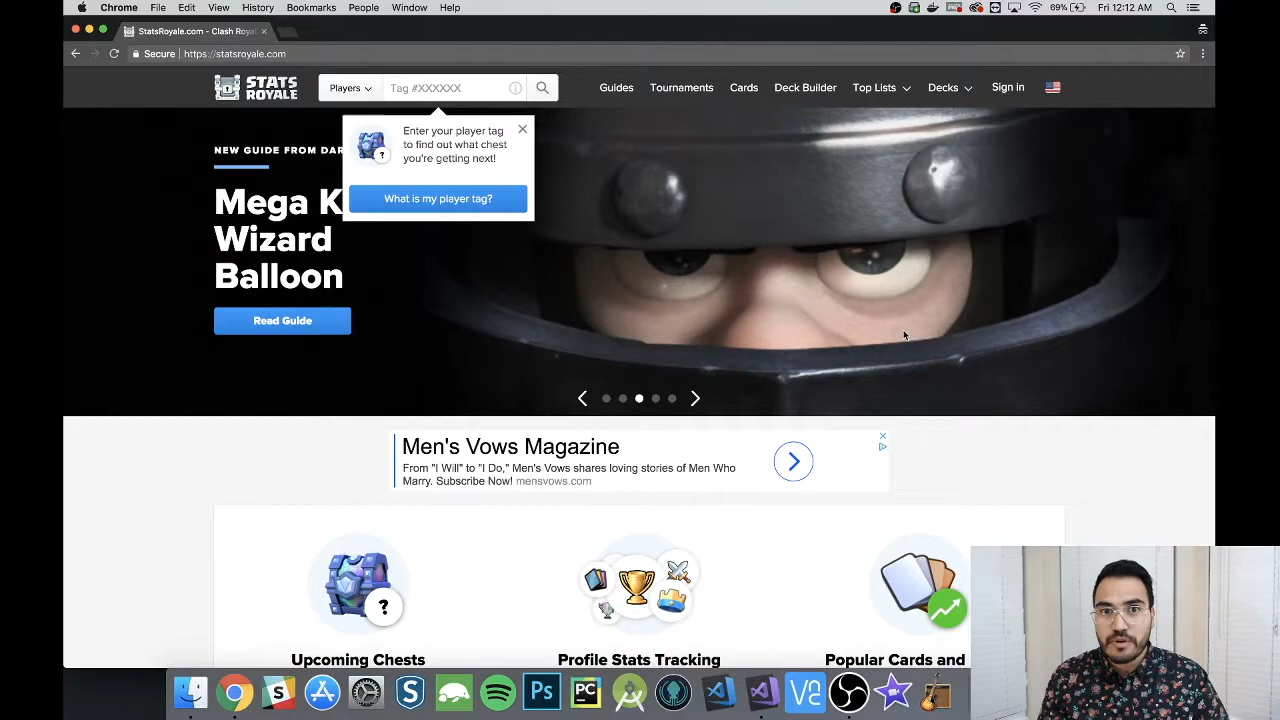 Chrome File Edit View History Bookmarks People Window Help 69% Fri 12:12 AM
StatsRoyale.com - Clash Roya
Secure https://statsroyale.com
STATS ROYALE
Players Tag #XXXXXX Guides Tournaments Cards Deck Builder Top Lists Decks Sign in
Enter your player tag
to find out what chest
you're getting next!
What is my player tag?
NEW GUIDE FROM DAR
Mega K
Wizard
Balloon
Read Guide
Men's Vows Magazine
From "I Will" to "I Do," Men's Vows shares loving stories of Men Who
Marry. Subscribe Now! mensvows.com
Upcoming Chests Profile Stats Tracking Popular Cards and
Ps PC